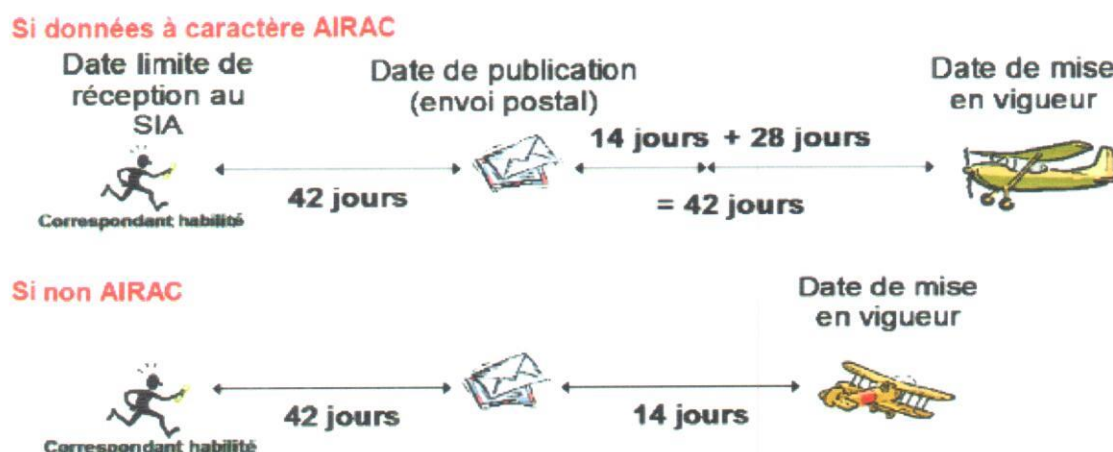 Si données à caractère AIRAC
Date limite de
réception au
SIA
Date de publication
(envoi postal)
Date de mise
en vigueur
14 jours + 28 jours
42 jours
= 42 jours
Correspondant habilité
Si non AIRAC
Date de mise
en vigueur
42 jours
14 jours
Correspondant habilité